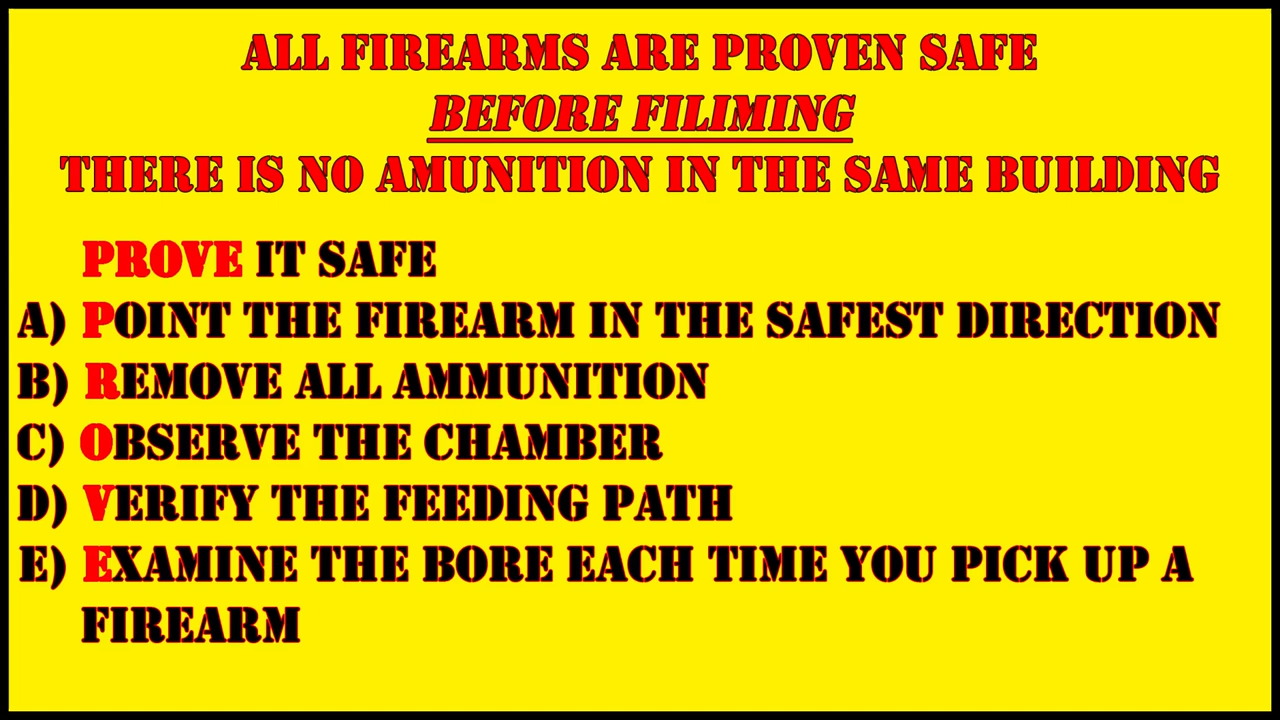 ALL FIREARMS ARE PROVEN SAFE
BEFORE FILIMING
THERE IS NO AMUNITION IN THE SAME BUILDING
PROVE IT SAFE
A) POINT THE FIREARM IN THE SAFEST DIRECTION
B) REMOVE ALL AMMUNITION
C) OBSERVE THE CHAMBER
D) VERIFY THE FEEDING PATH
E) EXAMINE THE BORE EACH TIME YOU PICK UP A
FIREARM